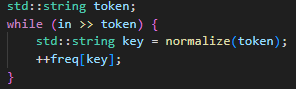 std::string token;
while (in >> token) {
    std::string key = normalize(token);
    ++freq[key];
}